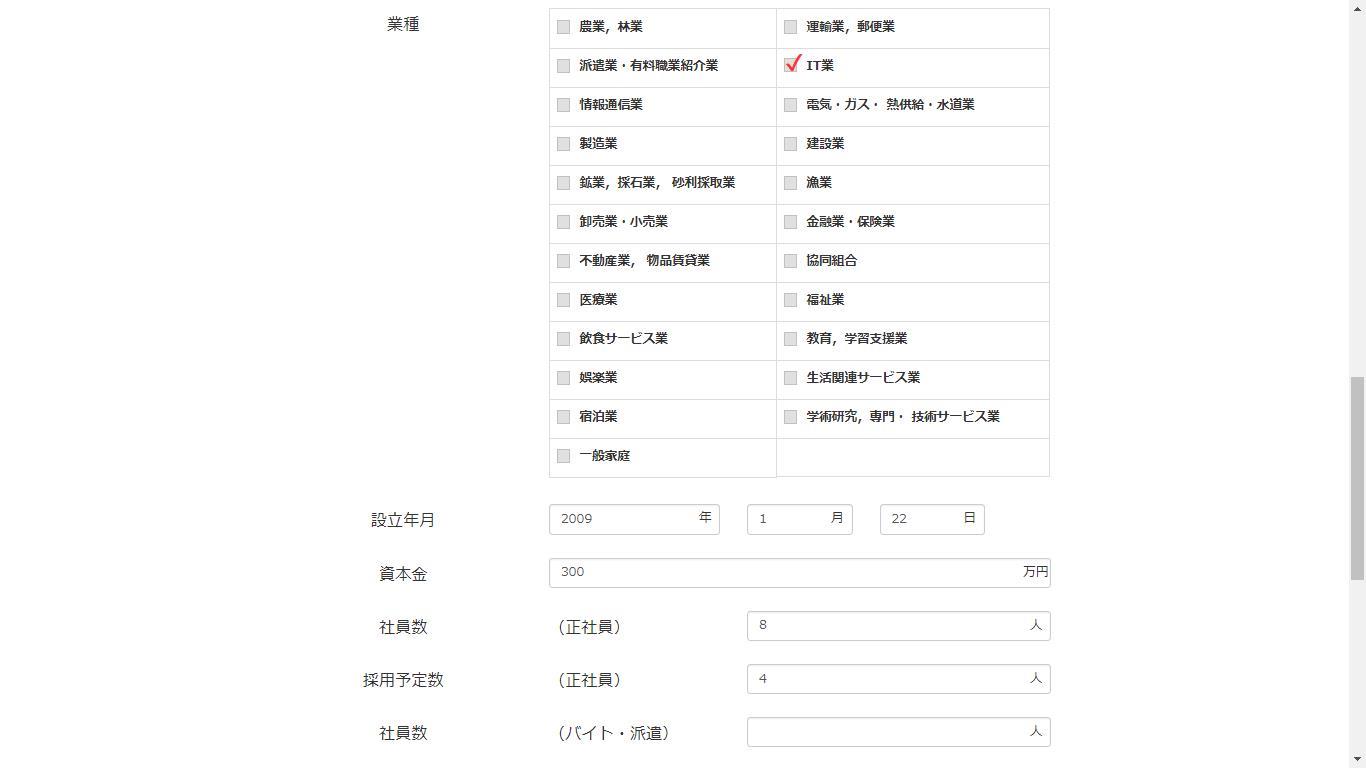 業種
農業，林業 運輸業，郵便業
派遣業・有料職業紹介業 IT業
情報通信業 電気・ガス・ 熱供給・水道業
製造業 建設業
鉱業，採石業， 砂利採取業 漁業
卸売業・小売業 金融業・保険業
不動産業， 物品賃貸業 協同組合
医療業 福祉業
飲食サービス業 教育，学習支援業
娯楽業 生活関連サービス業
宿泊業 学術研究，専門・ 技術サービス業
一般家庭
設立年月 2009 年 1 月 22 日
資本金 300 万円
社員数 （正社員） 8 人
採用予定数 （正社員） 4 人
社員数 （バイト・派遣） 人